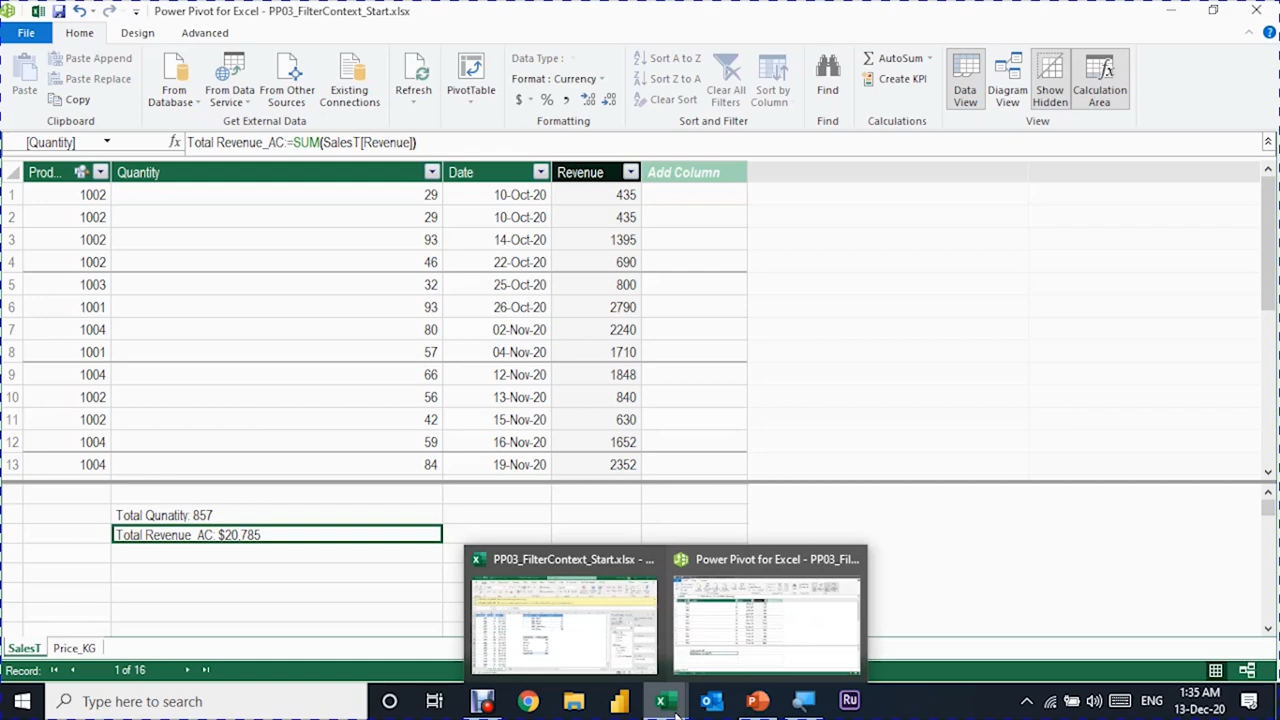 Power Pivot for Excel - PP03_FilterContext_Start.xlsx
File Home Design Advanced
Paste
Paste Append
Paste Replace
Copy
Clipboard
From Database
From Data Service
From Other Sources
Existing Connections
Get External Data
Refresh
PivotTable
Data Type :
Format : Currency
$ % ,
Formatting
Sort A to Z
Sort Z to A
Clear Sort
Clear All Filters
Sort by Column
Sort and Filter
Find
Find
AutoSum
Create KPI
Calculations
Data View
Diagram View
Show Hidden
Calculation Area
View
[Quantity] fx Total Revenue_AC:=SUM(SalesT[Revenue])
Prod... Quantity Date Revenue Add Column
1 1002 29 10-Oct-20 435
2 1002 29 10-Oct-20 435
3 1002 93 14-Oct-20 1395
4 1002 46 22-Oct-20 690
5 1003 32 25-Oct-20 800
6 1001 93 26-Oct-20 2790
7 1004 80 02-Nov-20 2240
8 1001 57 04-Nov-20 1710
9 1004 66 12-Nov-20 1848
10 1002 56 13-Nov-20 840
11 1002 42 15-Nov-20 630
12 1004 59 16-Nov-20 1652
13 1004 84 19-Nov-20 2352
Total Qunatity: 857
Total Revenue_AC: $20,785
PP03_FilterContext_Start.xlsx - ...
Power Pivot for Excel - PP03_Fil...
SalesT Price_KG
Record: 1 of 16
Type here to search
Ru
ENG
1:35 AM
13-Dec-20